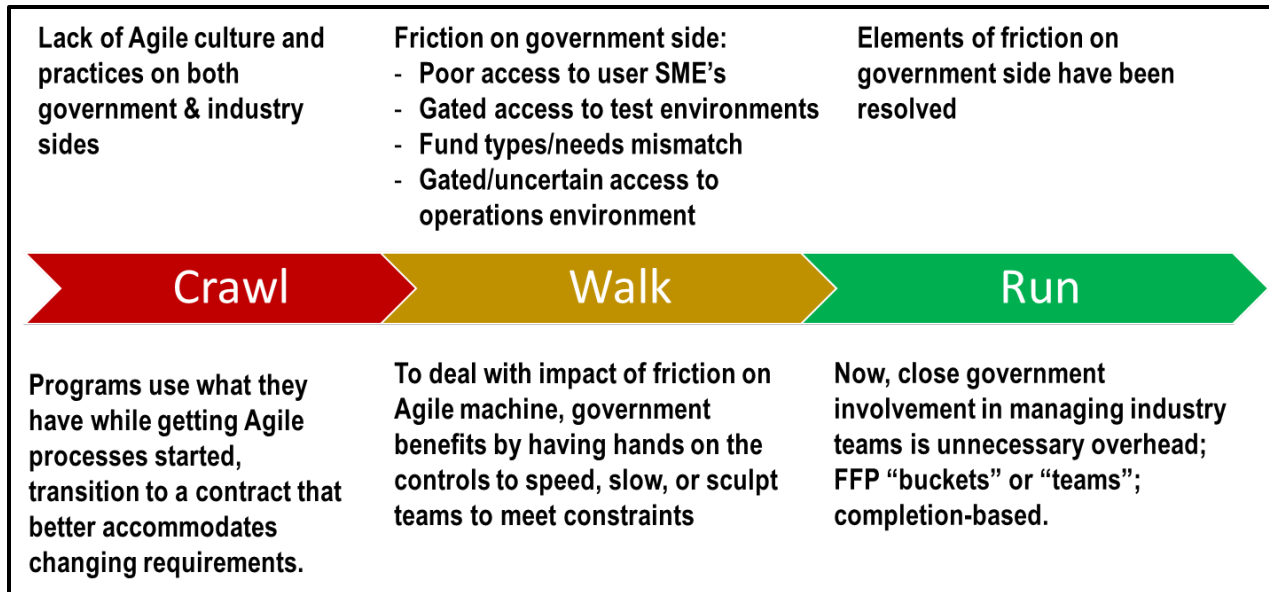 Lack of Agile culture and
practices on both
government & industry
sides
Friction on government side:
- Poor access to user SME's
- Gated access to test environments
- Fund types/needs mismatch
- Gated/uncertain access to
operations environment
Elements of friction on
government side have been
resolved
Crawl
Walk
Run
Programs use what they
have while getting Agile
processes started,
transition to a contract that
better accommodates
changing requirements.
To deal with impact of friction on
Agile machine, government
benefits by having hands on the
controls to speed, slow, or sculpt
teams to meet constraints
Now, close government
involvement in managing industry
teams is unnecessary overhead;
FFP “buckets” or “teams”;
completion-based.